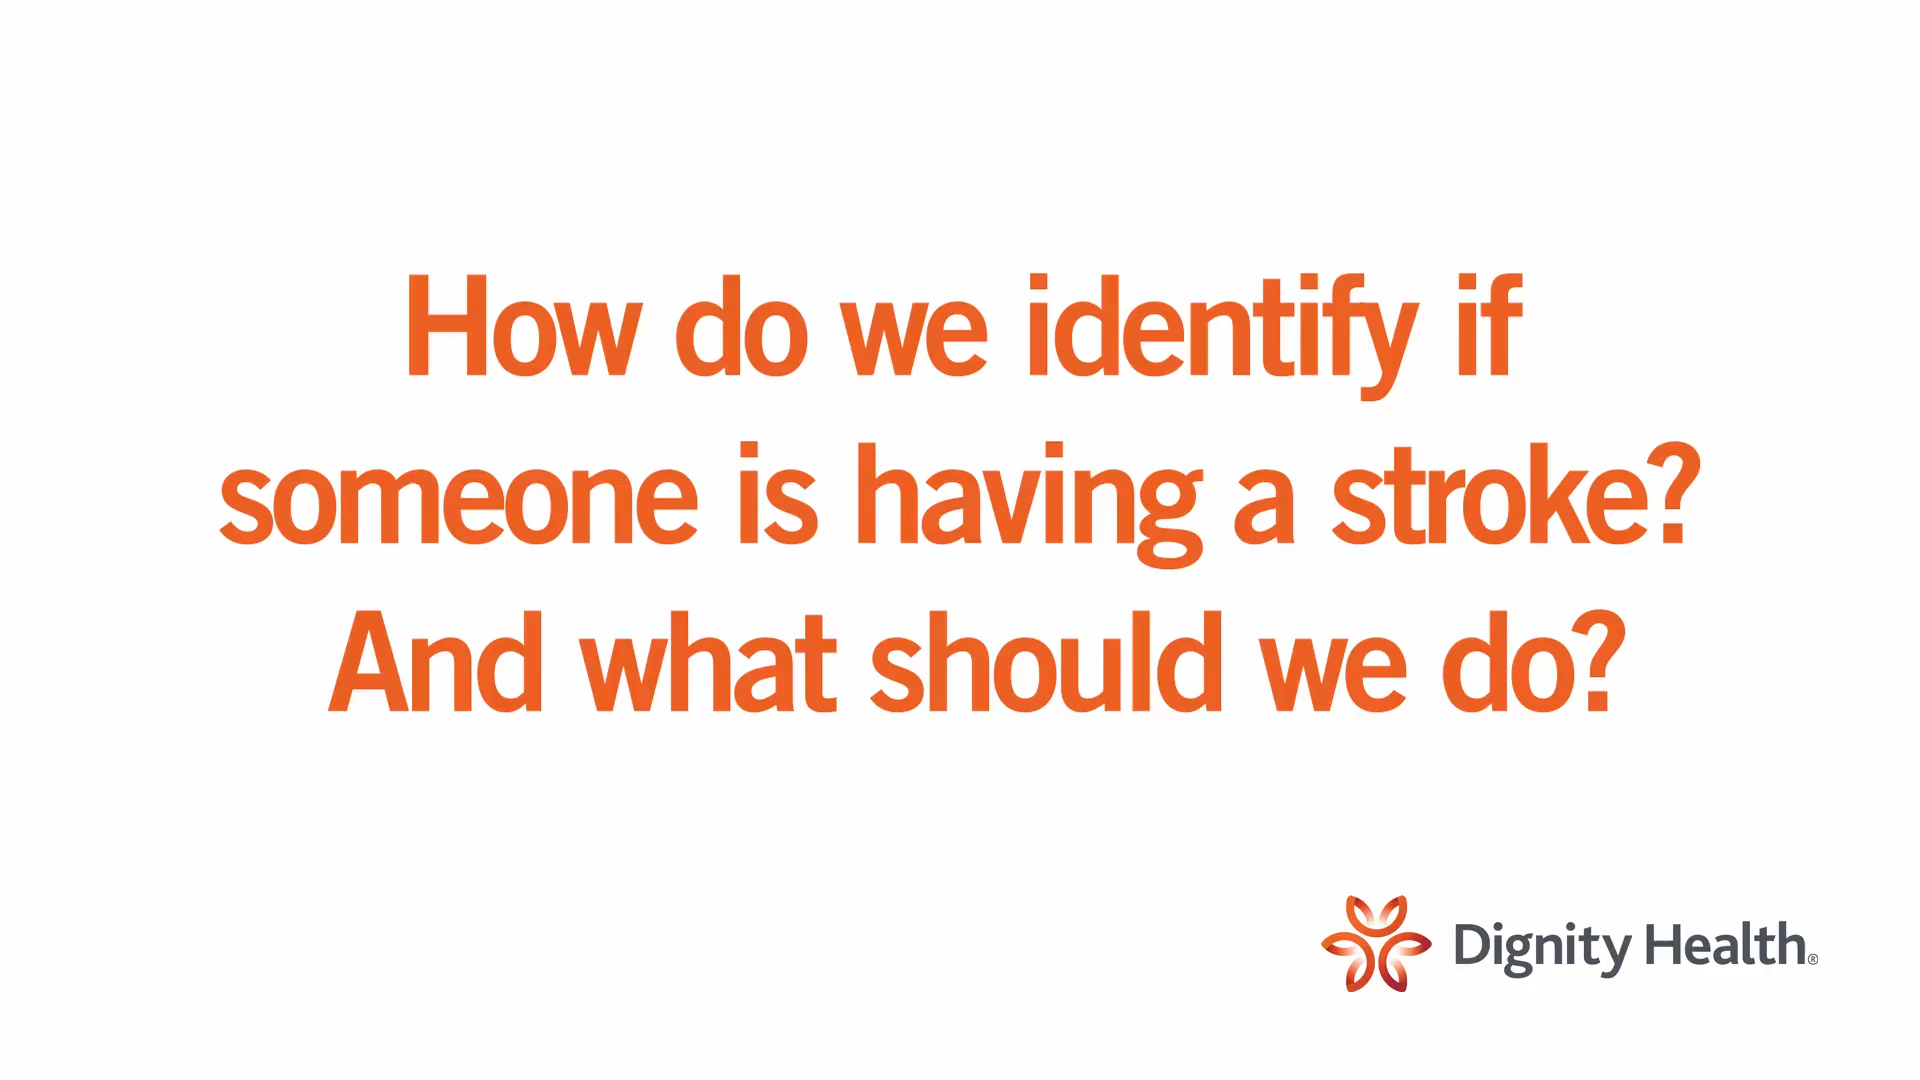 How do we identify if
someone is having a stroke?
And what should we do?
Dignity Health®